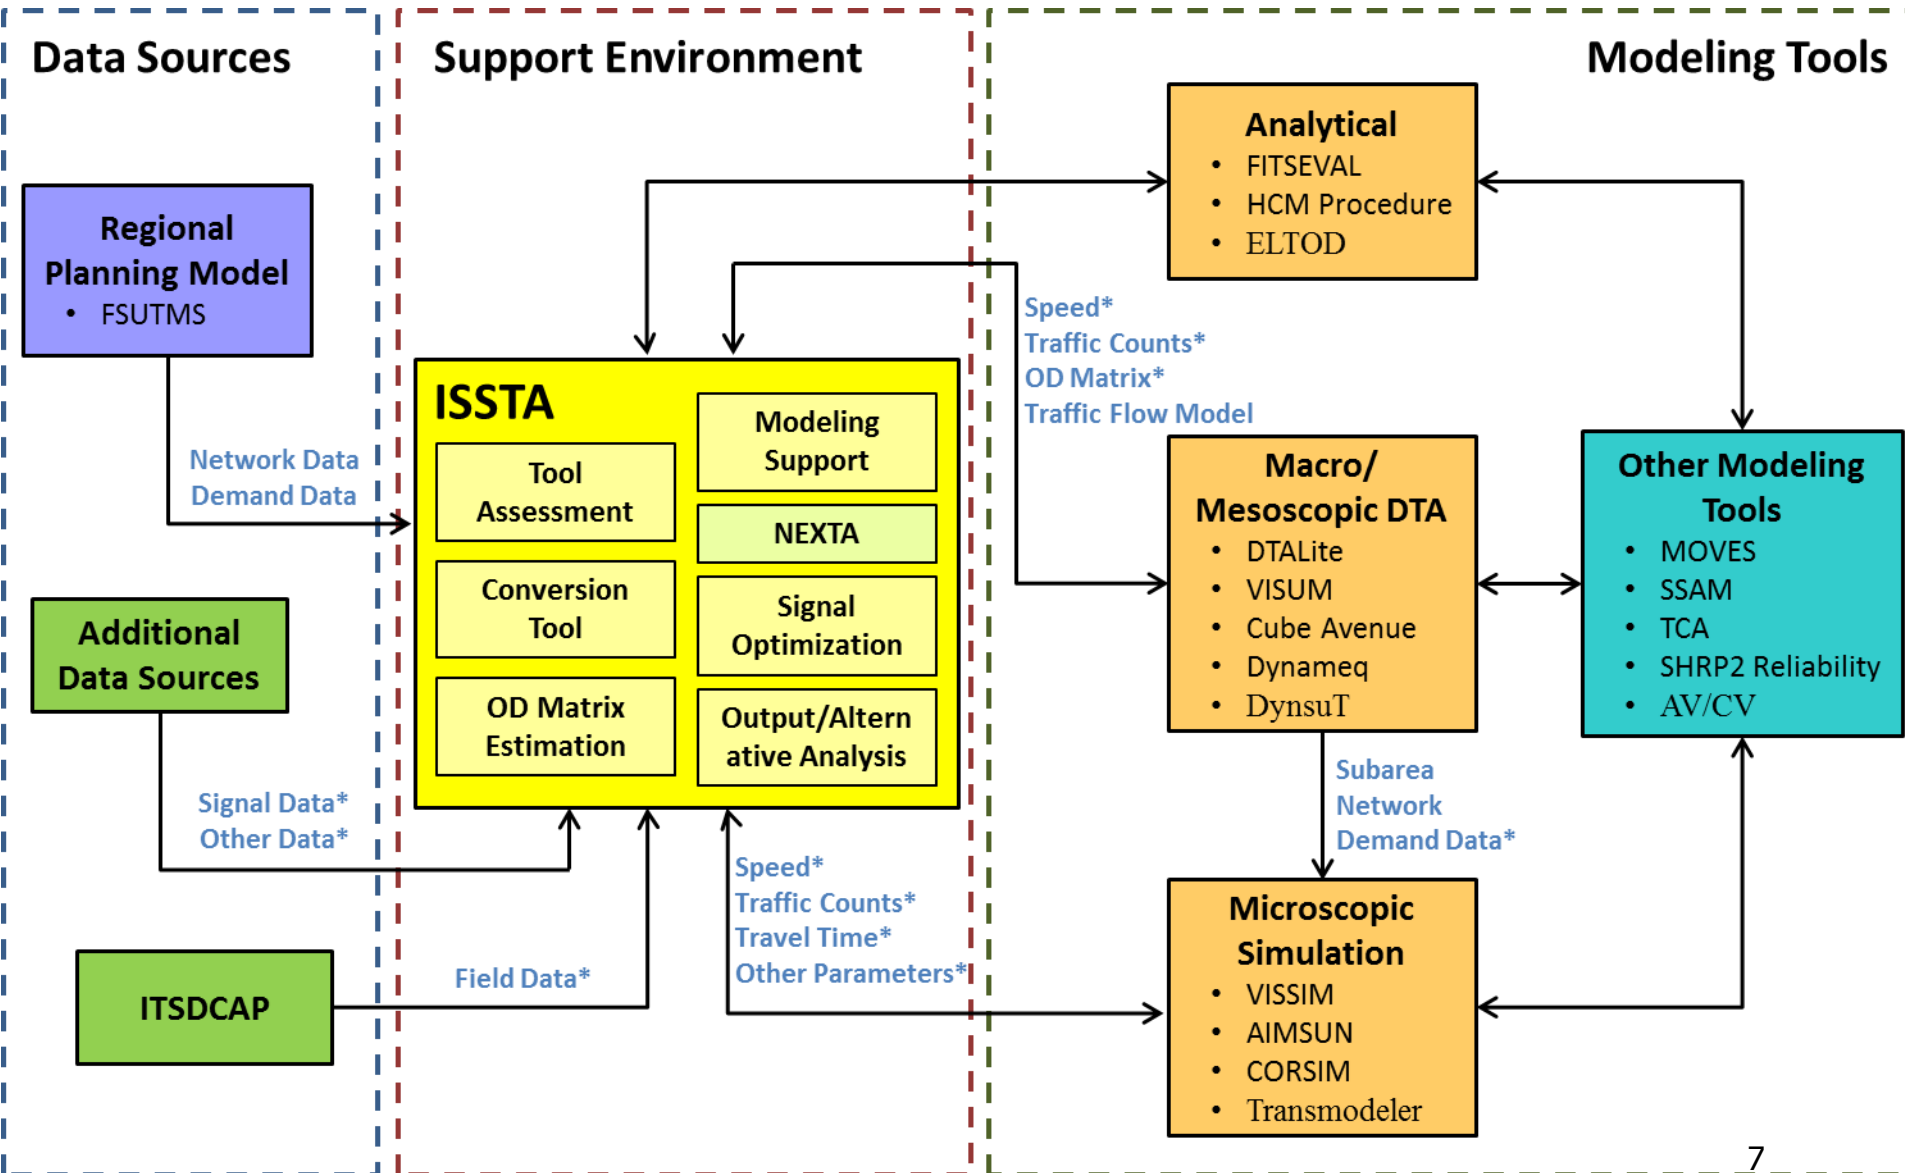 Data Sources
Regional
Planning Model
• FSUTMS
Network Data
Demand Data
Additional
Data Sources
Signal Data*
Other Data*
ITSDCAP
Field Data*
Support Environment
ISSTA
Tool
Assessment
Conversion
Tool
OD Matrix
Estimation
Modeling
Support
NEXTA
Signal
Optimization
Output/Altern
ative Analysis
Speed*
Traffic Counts*
Travel Time*
Other Parameters*
Modeling Tools
Analytical
• FITSEVAL
• HCM Procedure
• ELTOD
Speed*
Traffic Counts*
OD Matrix*
Traffic Flow Model
Macro/
Mesoscopic DTA
• DTALite
• VISUM
• Cube Avenue
• Dynameq
• DynsuT
Subarea
Network
Demand Data*
Microscopic
Simulation
• VISSIM
• AIMSUN
• CORSIM
• Transmodeler
Other Modeling
Tools
• MOVES
• SSAM
• TCA
• SHRP2 Reliability
• AV/CV
7